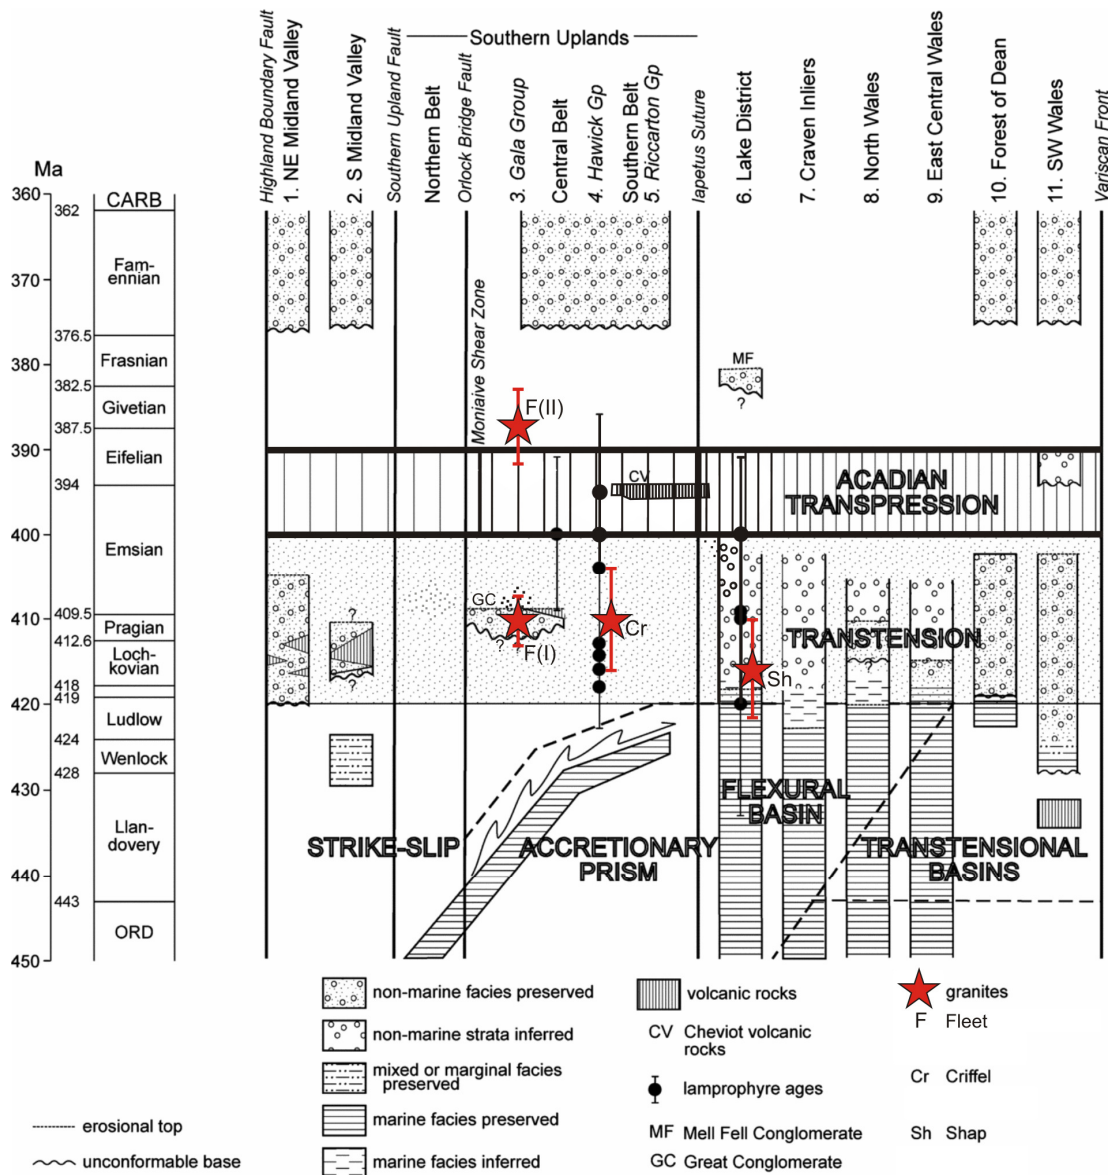 Southern Uplands
Highland Boundary Fault
1. NE Midland Valley
2. S Midland Valley
Southern Upland Fault
Northern Belt
Orlock Bridge Fault
3. Gala Group
Central Belt
4. Hawick Gp
Southern Belt
5. Riccarton Gp
Iapetus Suture
6. Lake District
7. Craven Inliers
8. North Wales
9. East Central Wales
10. Forest of Dean
11. SW Wales
Variscan Front
Ma
360
370
380
390
400
410
420
430
440
450
362
376.5
382.5
387.5
394
409.5
412.6
418
419
424
428
443
CARB
Fam-
ennian
Frasnian
Givetian
Eifelian
Emsian
Pragian
Loch-
kovian
Ludlow
Wenlock
Llan-
dovery
ORD
Moniaive Shear Zone
F(II)
MF
?
CV
ACADIAN
TRANSPRESSION
GC
?
?
? ?
F(I)
Cr
Sh
TRANSTENSION
?
STRIKE-SLIP
ACCRETIONARY
PRISM
FLEXURAL
BASIN
TRANSTENSIONAL
BASINS
non-marine facies preserved
non-marine strata inferred
mixed or marginal facies
preserved
marine facies preserved
marine facies inferred
erosional top
unconformable base
volcanic rocks
CV Cheviot volcanic
rocks
lamprophyre ages
MF Mell Fell Conglomerate
GC Great Conglomerate
granites
F Fleet
Cr Criffel
Sh Shap